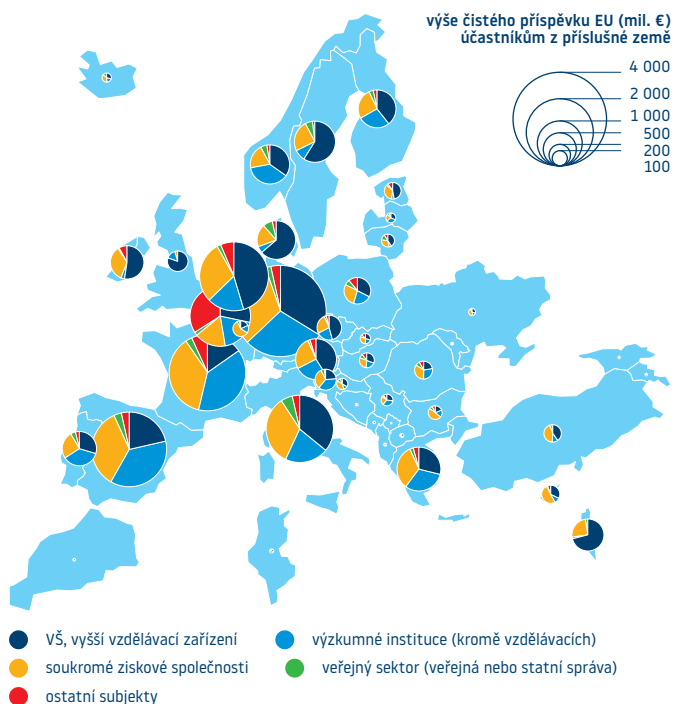 výše čistého příspěvku EU (mil. €)
účastníkům z příslušné země
4 000
2 000
1 000
500
200
100
VŠ, vyšší vzdělávací zařízení
výzkumné instituce (kromě vzdělávacích)
soukromé ziskové společnosti
veřejný sektor (veřejná nebo statní správa)
ostatní subjekty